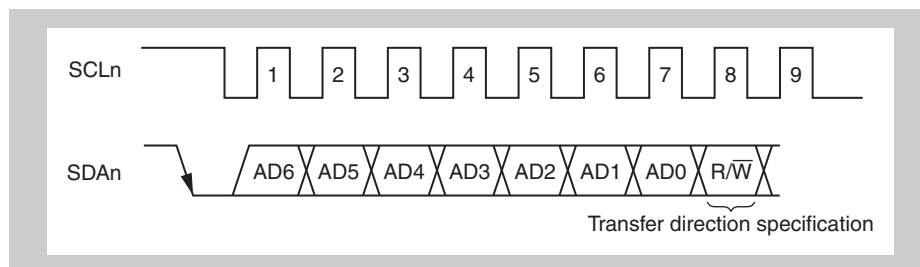 SCLn 1 2 3 4 5 6 7 8 9
SDAn AD6 AD5 AD4 AD3 AD2 AD1 AD0 R/W̅
Transfer direction specification